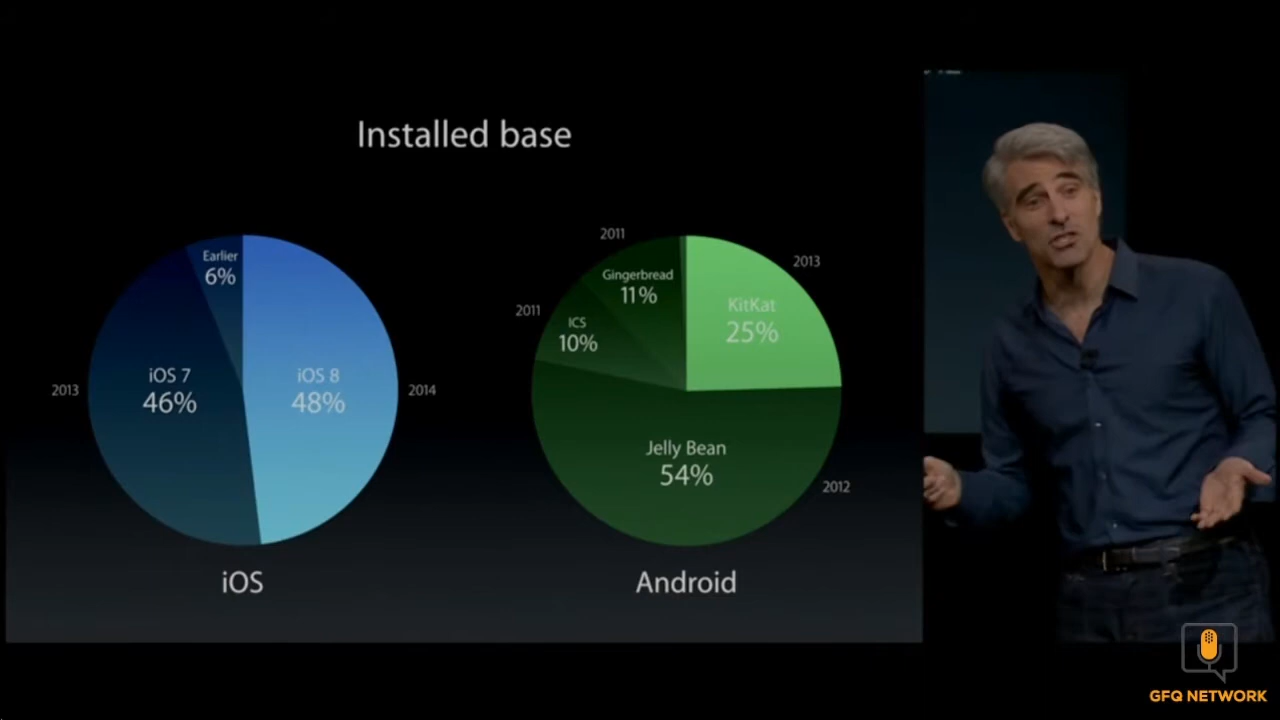 Installed base
Earlier
6%
iOS 7
46%
iOS 8
48%
2013
2014
iOS
2011
Gingerbread
11%
2013
KitKat
25%
2011
ICS
10%
Jelly Bean
54%
2012
Android
GFQ NETWORK